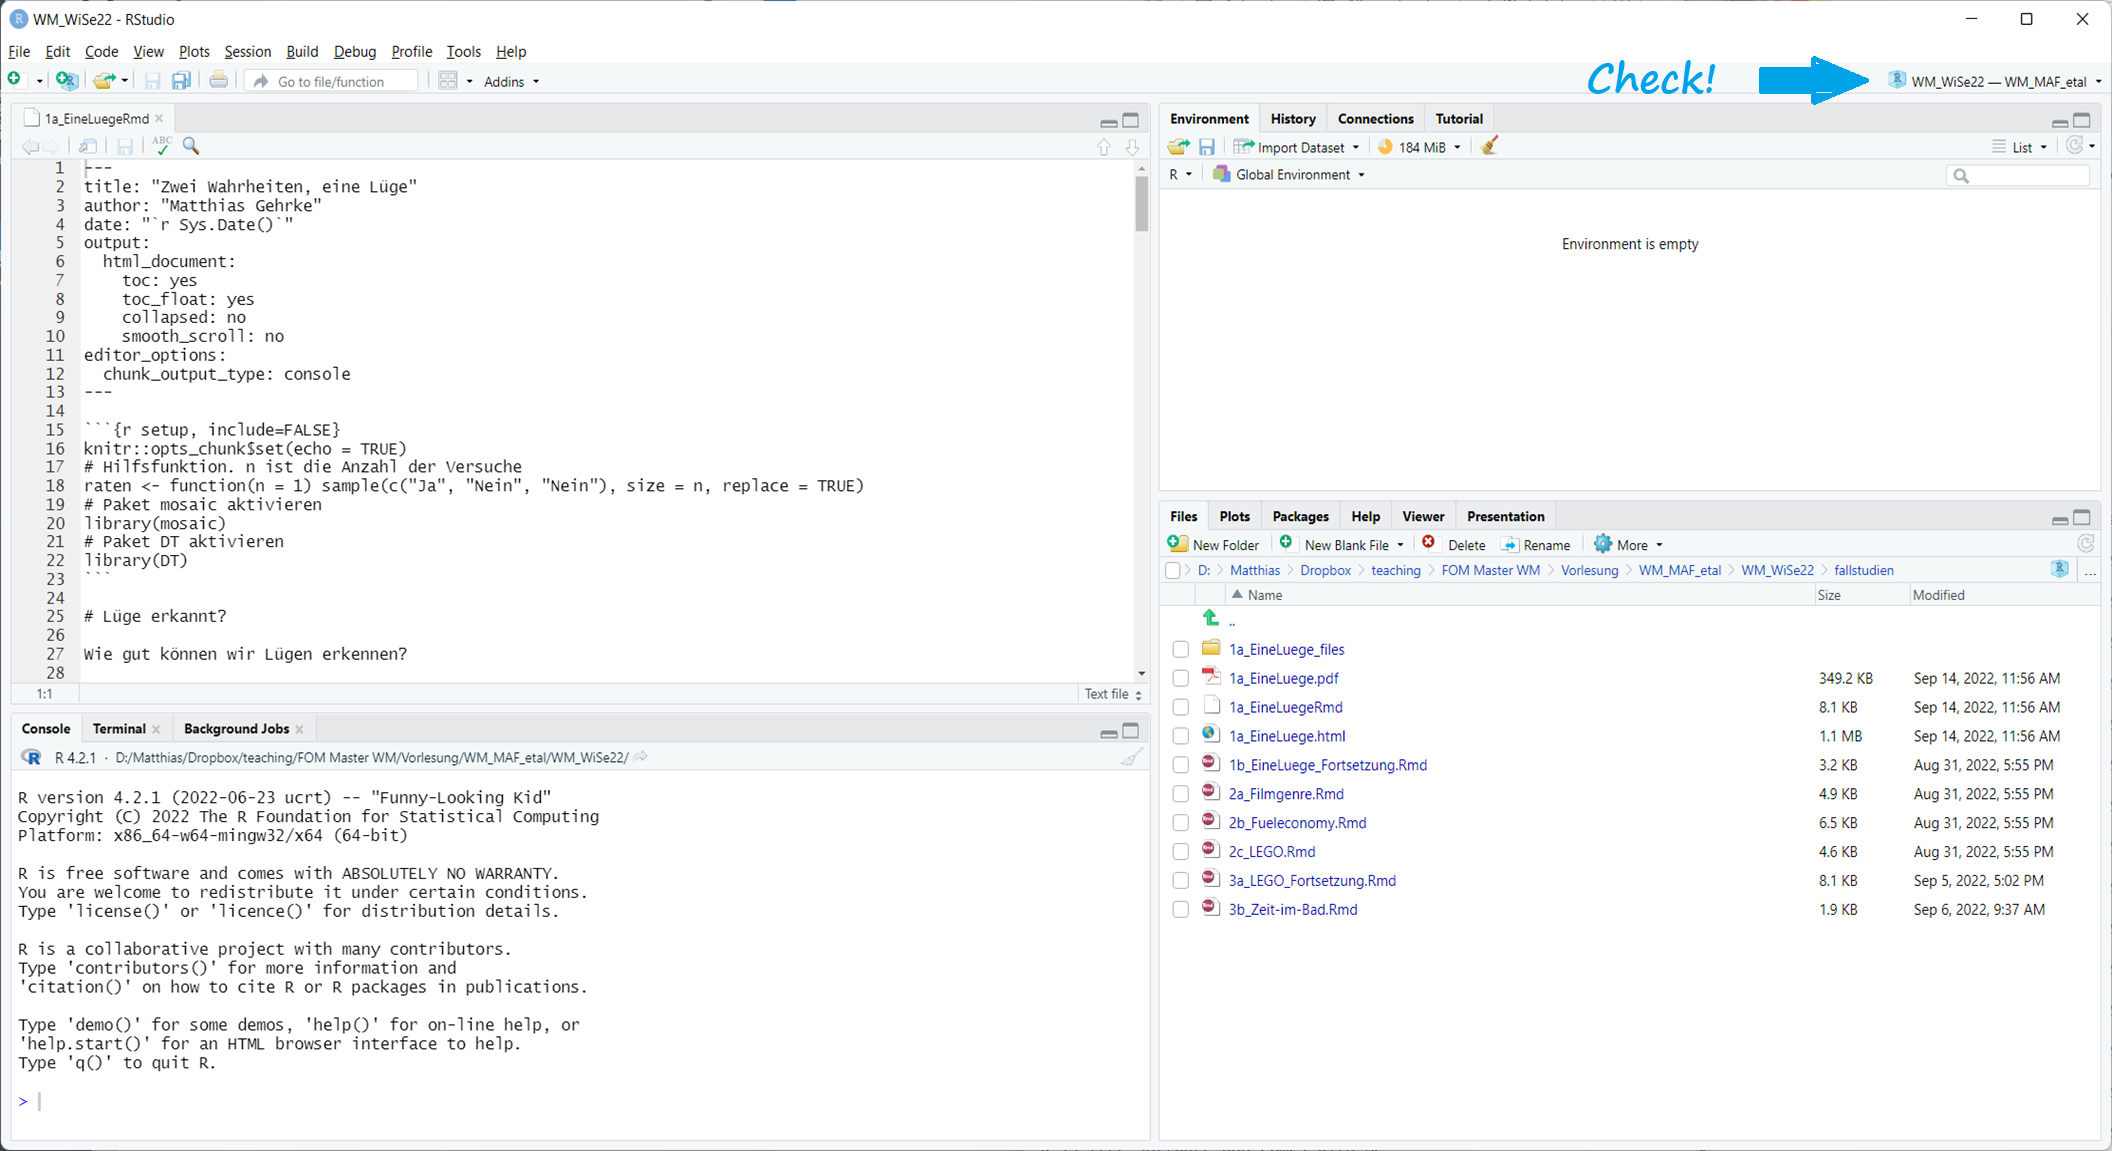 WM_WiSe22 - RStudio
File Edit Code View Plots Session Build Debug Profile Tools Help
Go to file/function Addins
Check!
WM_WiSe22 — WM_MAF_etal
1a_EineLuegeRmd
ABC
1 ---
2 title: "Zwei Wahrheiten, eine Lüge"
3 author: "Matthias Gehrke"
4 date: "`r Sys.Date()`"
5 output:
6 html_document:
7 toc: yes
8 toc_float: yes
9 collapsed: no
10 smooth_scroll: no
11 editor_options:
12 chunk_output_type: console
13 ---
14
15 ```{r setup, include=FALSE}
16 knitr::opts_chunk$set(echo = TRUE)
17 # Hilfsfunktion. n ist die Anzahl der Versuche
18 raten <- function(n = 1) sample(c("Ja", "Nein", "Nein"), size = n, replace = TRUE)
19 # Paket mosaic aktivieren
20 library(mosaic)
21 # Paket DT aktivieren
22 library(DT)
23 ```
24
25 # Lüge erkannt?
26
27 Wie gut können wir Lügen erkennen?
28
1:1 Text file
Console Terminal Background Jobs
R 4.2.1 · D:/Matthias/Dropbox/teaching/FOM Master WM/Vorlesung/WM_MAF_etal/WM_WiSe22/
R version 4.2.1 (2022-06-23 ucrt) -- "Funny-Looking Kid"
Copyright (C) 2022 The R Foundation for Statistical Computing
Platform: x86_64-w64-mingw32/x64 (64-bit)
R is free software and comes with ABSOLUTELY NO WARRANTY.
You are welcome to redistribute it under certain conditions.
Type 'license()' or 'licence()' for distribution details.
R is a collaborative project with many contributors.
Type 'contributors()' for more information and
'citation()' on how to cite R or R packages in publications.
Type 'demo()' for some demos, 'help()' for on-line help, or
'help.start()' for an HTML browser interface to help.
Type 'q()' to quit R.
>
Environment History Connections Tutorial
Import Dataset 184 MiB List
R Global Environment
Environment is empty
Files Plots Packages Help Viewer Presentation
New Folder New Blank File Delete Rename More
D: Matthias Dropbox teaching FOM Master WM Vorlesung WM_MAF_etal WM_WiSe22 fallstudien ...
Name Size Modified
..
1a_EineLuege_files
1a_EineLuege.pdf 349.2 KB Sep 14, 2022, 11:56 AM
1a_EineLuegeRmd 8.1 KB Sep 14, 2022, 11:56 AM
1a_EineLuege.html 1.1 MB Sep 14, 2022, 11:56 AM
1b_EineLuege_Fortsetzung.Rmd 3.2 KB Aug 31, 2022, 5:55 PM
2a_Filmgenre.Rmd 4.9 KB Aug 31, 2022, 5:55 PM
2b_Fueleconomy.Rmd 6.5 KB Aug 31, 2022, 5:55 PM
2c_LEGO.Rmd 4.6 KB Aug 31, 2022, 5:55 PM
3a_LEGO_Fortsetzung.Rmd 8.1 KB Sep 5, 2022, 5:02 PM
3b_Zeit-im-Bad.Rmd 1.9 KB Sep 6, 2022, 9:37 AM